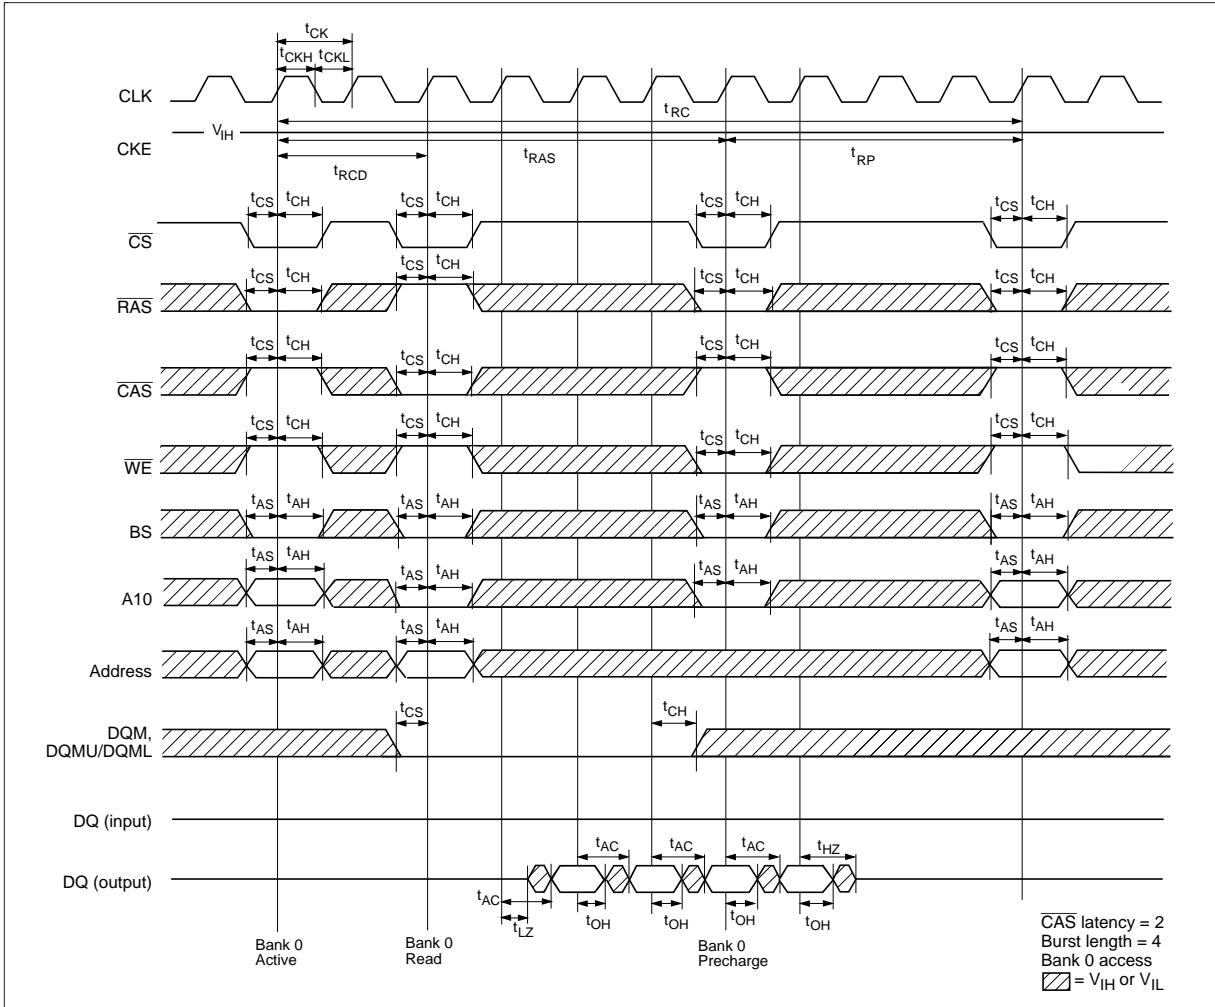 tCK
tCKH tCKL
CLK
tRC
VIH
CKE
tRAS tRP
tRCD
tCS tCH tCS tCH tCS tCH tCS tCH
CS
tCS tCH tCS tCH tCS tCH tCS tCH
RAS
tCS tCH tCS tCH tCS tCH tCS tCH
CAS
tCS tCH tCS tCH tCS tCH tCS tCH
WE
tAS tAH tAS tAH tAS tAH tAS tAH
BS
tAS tAH tAS tAH tAS tAH tAS tAH
A10
tAS tAH tAS tAH tAS tAH
Address
tCS tCH
DQM,
DQMU/DQML
DQ (input)
tAC tAC tAC tHZ
DQ (output)
tAC
tLZ tOH tOH tOH tOH
Bank 0
Active
Bank 0
Read
Bank 0
Precharge
CAS latency = 2
Burst length = 4
Bank 0 access
= VIH or VIL